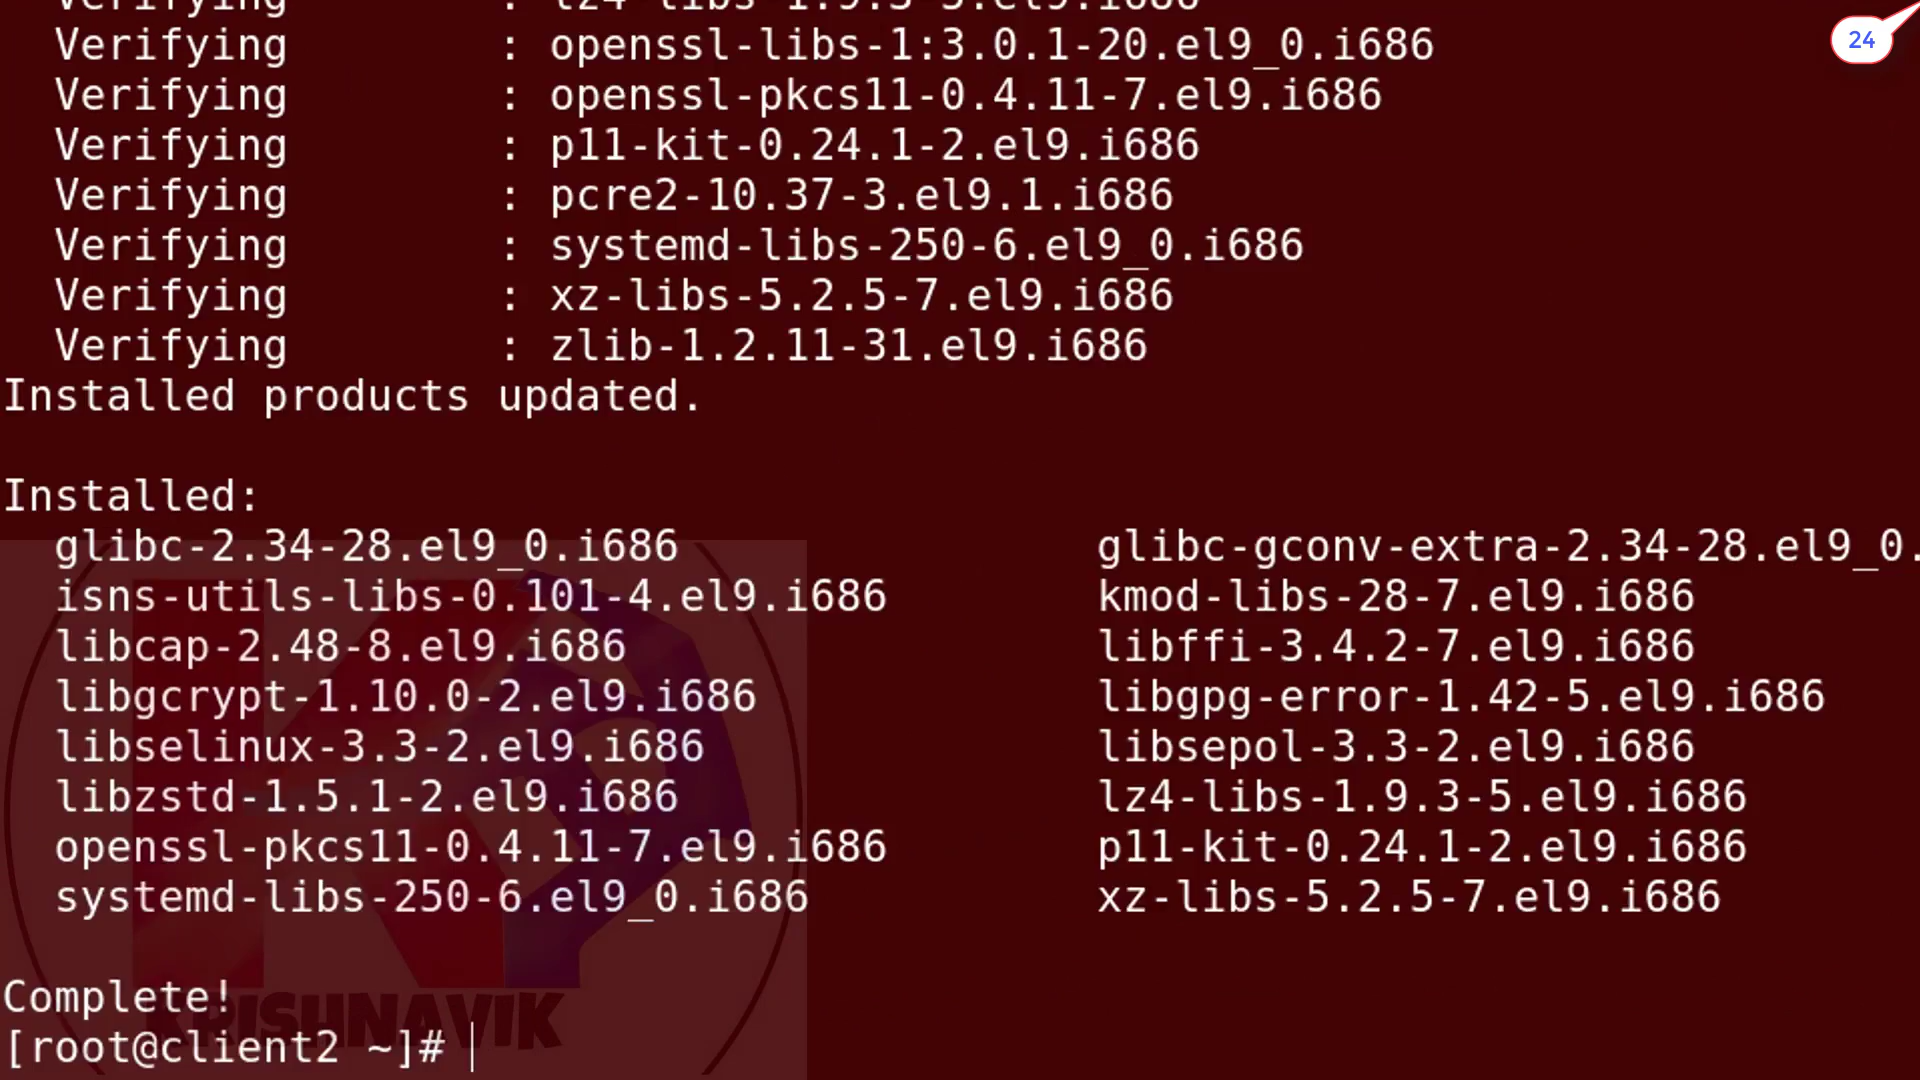 Verifying : lz4-libs-1.9.3-5.el9.i686
Verifying : openssl-libs-1:3.0.1-20.el9_0.i686
Verifying : openssl-pkcs11-0.4.11-7.el9.i686
Verifying : p11-kit-0.24.1-2.el9.i686
Verifying : pcre2-10.37-3.el9.1.i686
Verifying : systemd-libs-250-6.el9_0.i686
Verifying : xz-libs-5.2.5-7.el9.i686
Verifying : zlib-1.2.11-31.el9.i686
Installed products updated.
Installed:
glibc-2.34-28.el9_0.i686 glibc-gconv-extra-2.34-28.el9_0.
isns-utils-libs-0.101-4.el9.i686 kmod-libs-28-7.el9.i686
libcap-2.48-8.el9.i686 libffi-3.4.2-7.el9.i686
libgcrypt-1.10.0-2.el9.i686 libgpg-error-1.42-5.el9.i686
libselinux-3.3-2.el9.i686 libsepol-3.3-2.el9.i686
libzstd-1.5.1-2.el9.i686 lz4-libs-1.9.3-5.el9.i686
openssl-pkcs11-0.4.11-7.el9.i686 p11-kit-0.24.1-2.el9.i686
systemd-libs-250-6.el9_0.i686 xz-libs-5.2.5-7.el9.i686
Complete!
[root@client2 ~]#
KRISHNAVIK
24